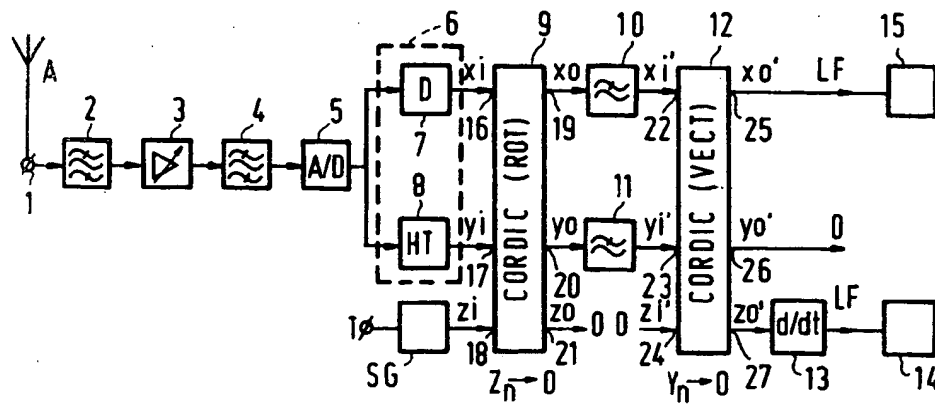 6 9 10 12 15
A xi xo xi' xo' LF
2 3 4 5 D
7 16 19 22 25
A/D
1 8 11
HT yi yo yi' yo' 0
17 20 23 26
CORDIC (ROT)
CORDIC (VECT)
T zi zo 0 0 zi' zo' d/dt LF
SG 18 21 24 27 13 14
Zn→0 Yn→0